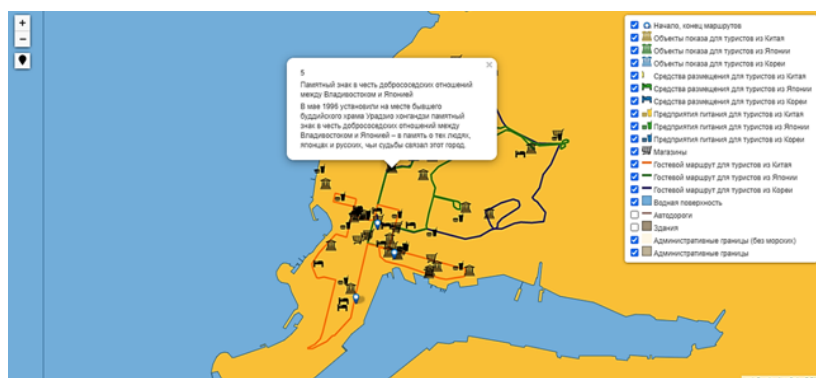 +
−
5
Памятный знак в честь добрососедских отношений
между Владивостоком и Японией
В мае 1996 установили на месте бывшего
буддийского храма Урадзио хонгандзи памятный
знак в честь добрососедских отношений между
Владивостоком и Японией – в память о тех людях,
японцах и русских, чьи судьбы связал этот город.
Начало, конец маршрутов
Объекты показа для туристов из Китая
Объекты показа для туристов из Японии
Объекты показа для туристов из Кореи
Средства размещения для туристов из Китая
Средства размещения для туристов из Японии
Средства размещения для туристов из Кореи
Предприятия питания для туристов из Китая
Предприятия питания для туристов из Японии
Предприятия питания для туристов из Кореи
Магазины
Гостевой маршрут для туристов из Китая
Гостевой маршрут для туристов из Японии
Гостевой маршрут для туристов из Кореи
Водная поверхность
Автодороги
Здания
Административные границы (без морских)
Административные границы